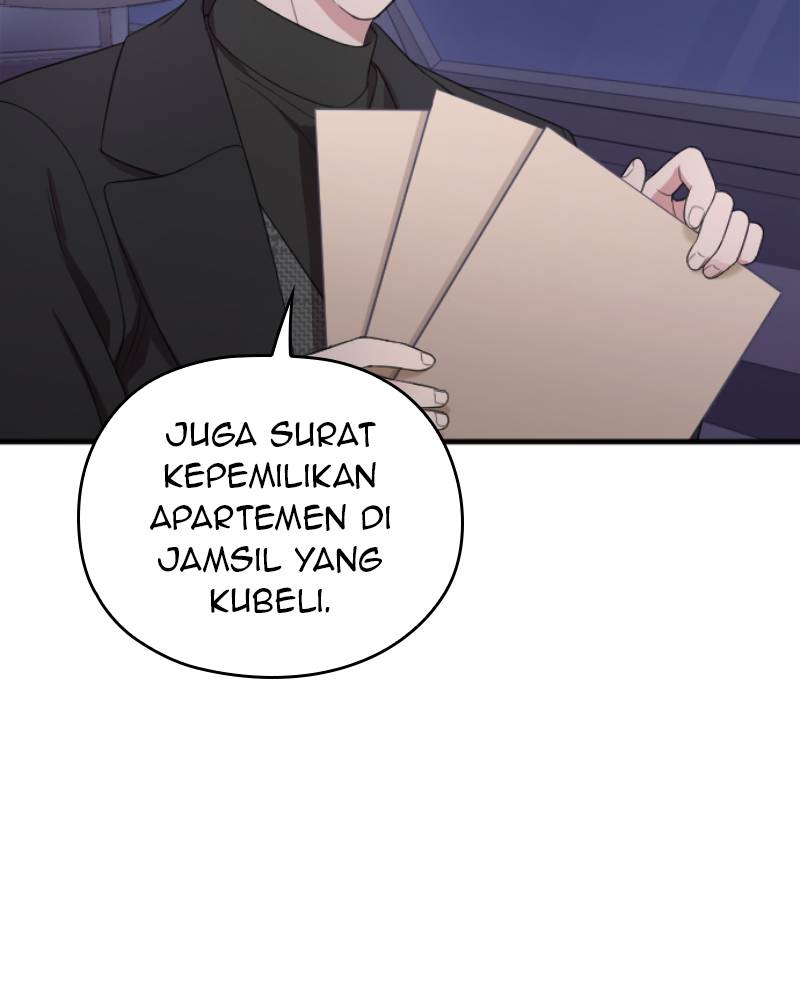 JUGA SURAT
KEPEMILIKAN
APARTEMEN DI
JAMSIL YANG
KUBELI.